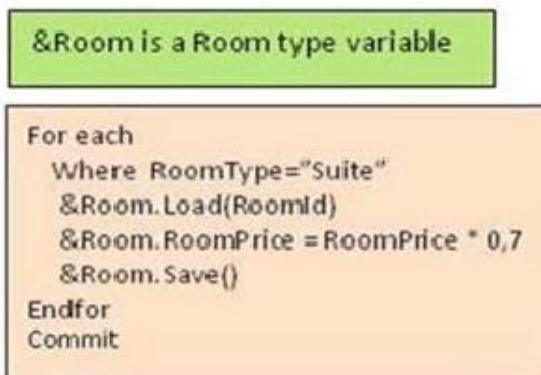 &Room is a Room type variable
For each
Where RoomType="Suite"
&Room.Load(RoomId)
&Room.RoomPrice = RoomPrice * 0,7
&Room.Save()
Endfor
Commit